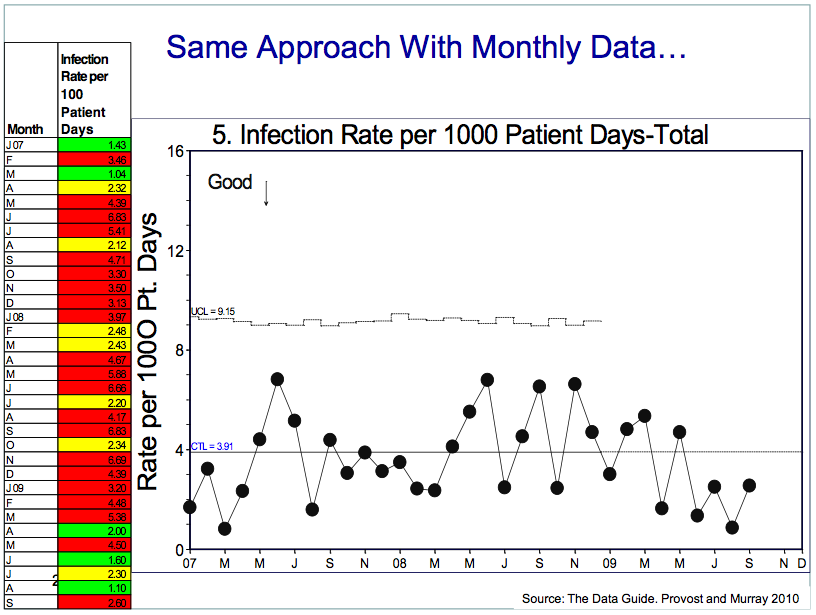 Same Approach With Monthly Data…
Month Infection
Rate per
100
Patient
Days
J 07 1.43
F 3.46
M 1.04
A 2.32
M 4.39
J 6.83
J 5.41
A 2.12
S 4.71
O 3.30
N 3.50
D 3.13
J 08 3.97
F 2.48
M 2.43
A 4.67
M 5.68
J 6.66
J 2.20
A 4.17
S 6.83
O 2.34
N 6.69
D 4.39
J 09 3.20
F 4.48
M 5.38
A 2.00
M 4.50
J 1.60
J 2.30
A 1.10
S 2.60
5. Infection Rate per 1000 Patient Days-Total
Rate per 100O Pt. Days
16
12
8
4
0
Good
UCL = 9.15
CTL = 3.91
07 M M J S N 08 M M J S N 09 M M J S N D
Source: The Data Guide. Provost and Murray 2010